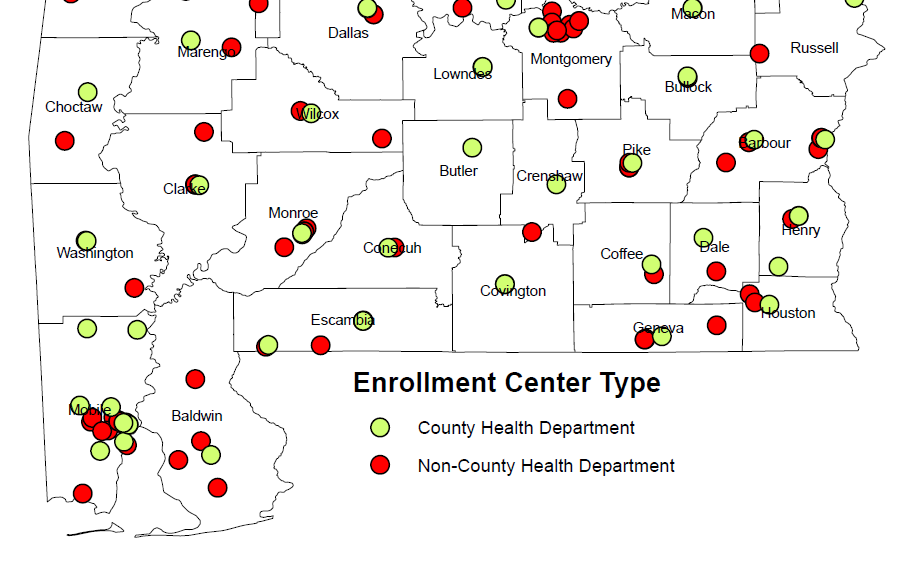 Macon
Dallas
Russell
Marengo
Montgomery
Lowndes
Bullock
Choctaw
Wilcox
Barbour
Pike
Butler
Crenshaw
Clarke
Monroe
Henry
Washington
Conecuh
Coffee
Dale
Covington
Escambia
Houston
Geneva
Enrollment Center Type
Mobile
Baldwin
County Health Department
Non-County Health Department